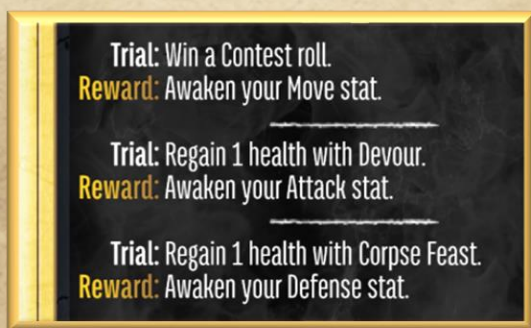 Trial: Win a Contest roll.
Reward: Awaken your Move stat.
Trial: Regain 1 health with Devour.
Reward: Awaken your Attack stat.
Trial: Regain 1 health with Corpse Feast.
Reward: Awaken your Defense stat.